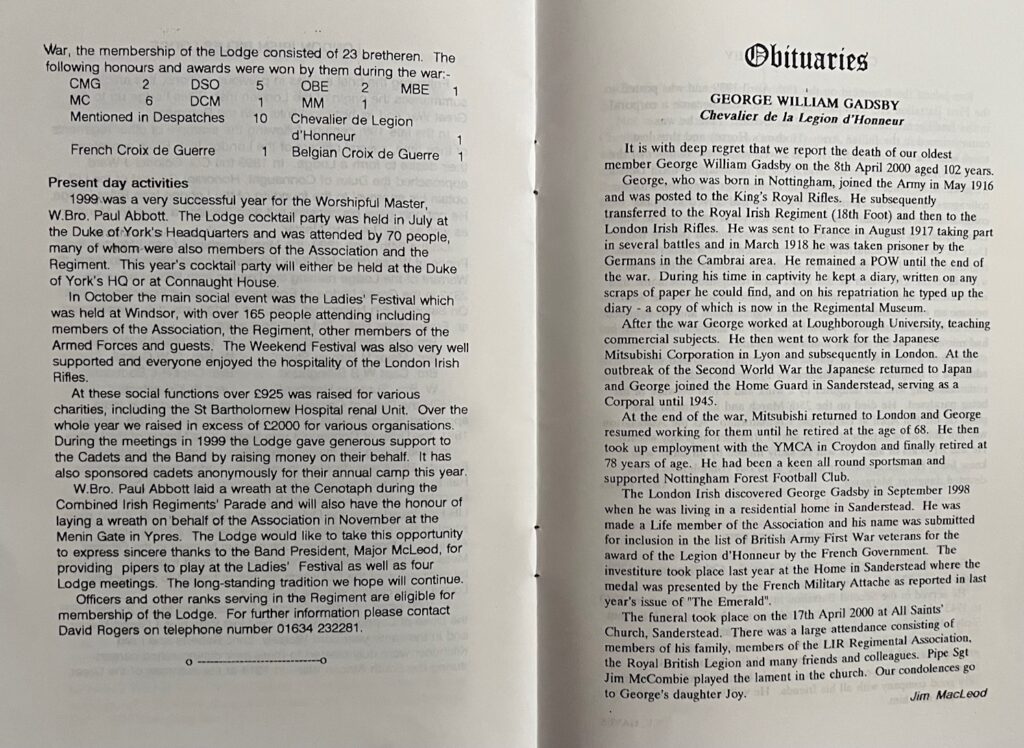 War, the membership of the Lodge consisted of 23 bretheren. The
following honours and awards were won by them during the war:-
CMG 2 DSO 5 OBE 2 MBE 1
MC 6 DCM 1 MM 1
Mentioned in Despatches 10 Chevalier de Legion
d'Honneur 1
French Croix de Guerre 1 Belgian Croix de Guerre 1
Present day activities
1999 was a very successful year for the Worshipful Master,
W.Bro. Paul Abbott. The Lodge cocktail party was held in July at
the Duke of York's Headquarters and was attended by 70 people,
many of whom were also members of the Association and the
Regiment. This year's cocktail party will either be held at the Duke
of York's HQ or at Connaught House.
In October the main social event was the Ladies' Festival which
was held at Windsor, with over 165 people attending including
members of the Association, the Regiment, other members of the
Armed Forces and guests. The Weekend Festival was also very well
supported and everyone enjoyed the hospitality of the London Irish
Rifles.
At these social functions over £925 was raised for various
charities, including the St Bartholomew Hospital renal Unit. Over the
whole year we raised in excess of £2000 for various organisations.
During the meetings in 1999 the Lodge gave generous support to
the Cadets and the Band by raising money on their behalf. It has
also sponsored cadets anonymously for their annual camp this year.
W.Bro. Paul Abbott laid a wreath at the Cenotaph during the
Combined Irish Regiments' Parade and will also have the honour of
laying a wreath on behalf of the Association in November at the
Menin Gate in Ypres. The Lodge would like to take this opportunity
to express sincere thanks to the Band President, Major McLeod, for
providing pipers to play at the Ladies' Festival as well as four
Lodge meetings. The long-standing tradition we hope will continue.
Officers and other ranks serving in the Regiment are eligible for
membership of the Lodge. For further information please contact
David Rogers on telephone number 01634 232281.
Obituaries
GEORGE WILLIAM GADSBY
Chevalier de la Legion d'Honneur
It is with deep regret that we report the death of our oldest
member George William Gadsby on the 8th April 2000 aged 102 years.
George, who was born in Nottingham, joined the Army in May 1916
and was posted to the King's Royal Rifles. He subsequently
transferred to the Royal Irish Regiment (18th Foot) and then to the
London Irish Rifles. He was sent to France in August 1917 taking part
in several battles and in March 1918 he was taken prisoner by the
Germans in the Cambrai area. He remained a POW until the end of
the war. During his time in captivity he kept a diary, written on any
scraps of paper he could find, and on his repatriation he typed up the
diary - a copy of which is now in the Regimental Museum.
After the war George worked at Loughborough University, teaching
commercial subjects. He then went to work for the Japanese
Mitsubishi Corporation in Lyon and subsequently in London. At the
outbreak of the Second World War the Japanese returned to Japan
and George joined the Home Guard in Sanderstead, serving as a
Corporal until 1945.
At the end of the war, Mitsubishi returned to London and George
resumed working for them until he retired at the age of 68. He then
took up employment with the YMCA in Croydon and finally retired at
78 years of age. He had been a keen all round sportsman and
supported Nottingham Forest Football Club.
The London Irish discovered George Gadsby in September 1998
when he was living in a residential home in Sanderstead. He was
made a Life member of the Association and his name was submitted
for inclusion in the list of British Army First War veterans for the
award of the Legion d'Honneur by the French Government. The
investiture took place last year at the Home in Sanderstead where the
medal was presented by the French Military Attache as reported in last
year's issue of "The Emerald".
The funeral took place on the 17th April 2000 at All Saints'
Church, Sanderstead. There was a large attendance consisting of
members of his family, members of the LIR Regimental Association,
the Royal British Legion and many friends and colleagues. Pipe Sgt
Jim McCombie played the lament in the church. Our condolences go
to George's daughter Joy.
Jim MacLeod